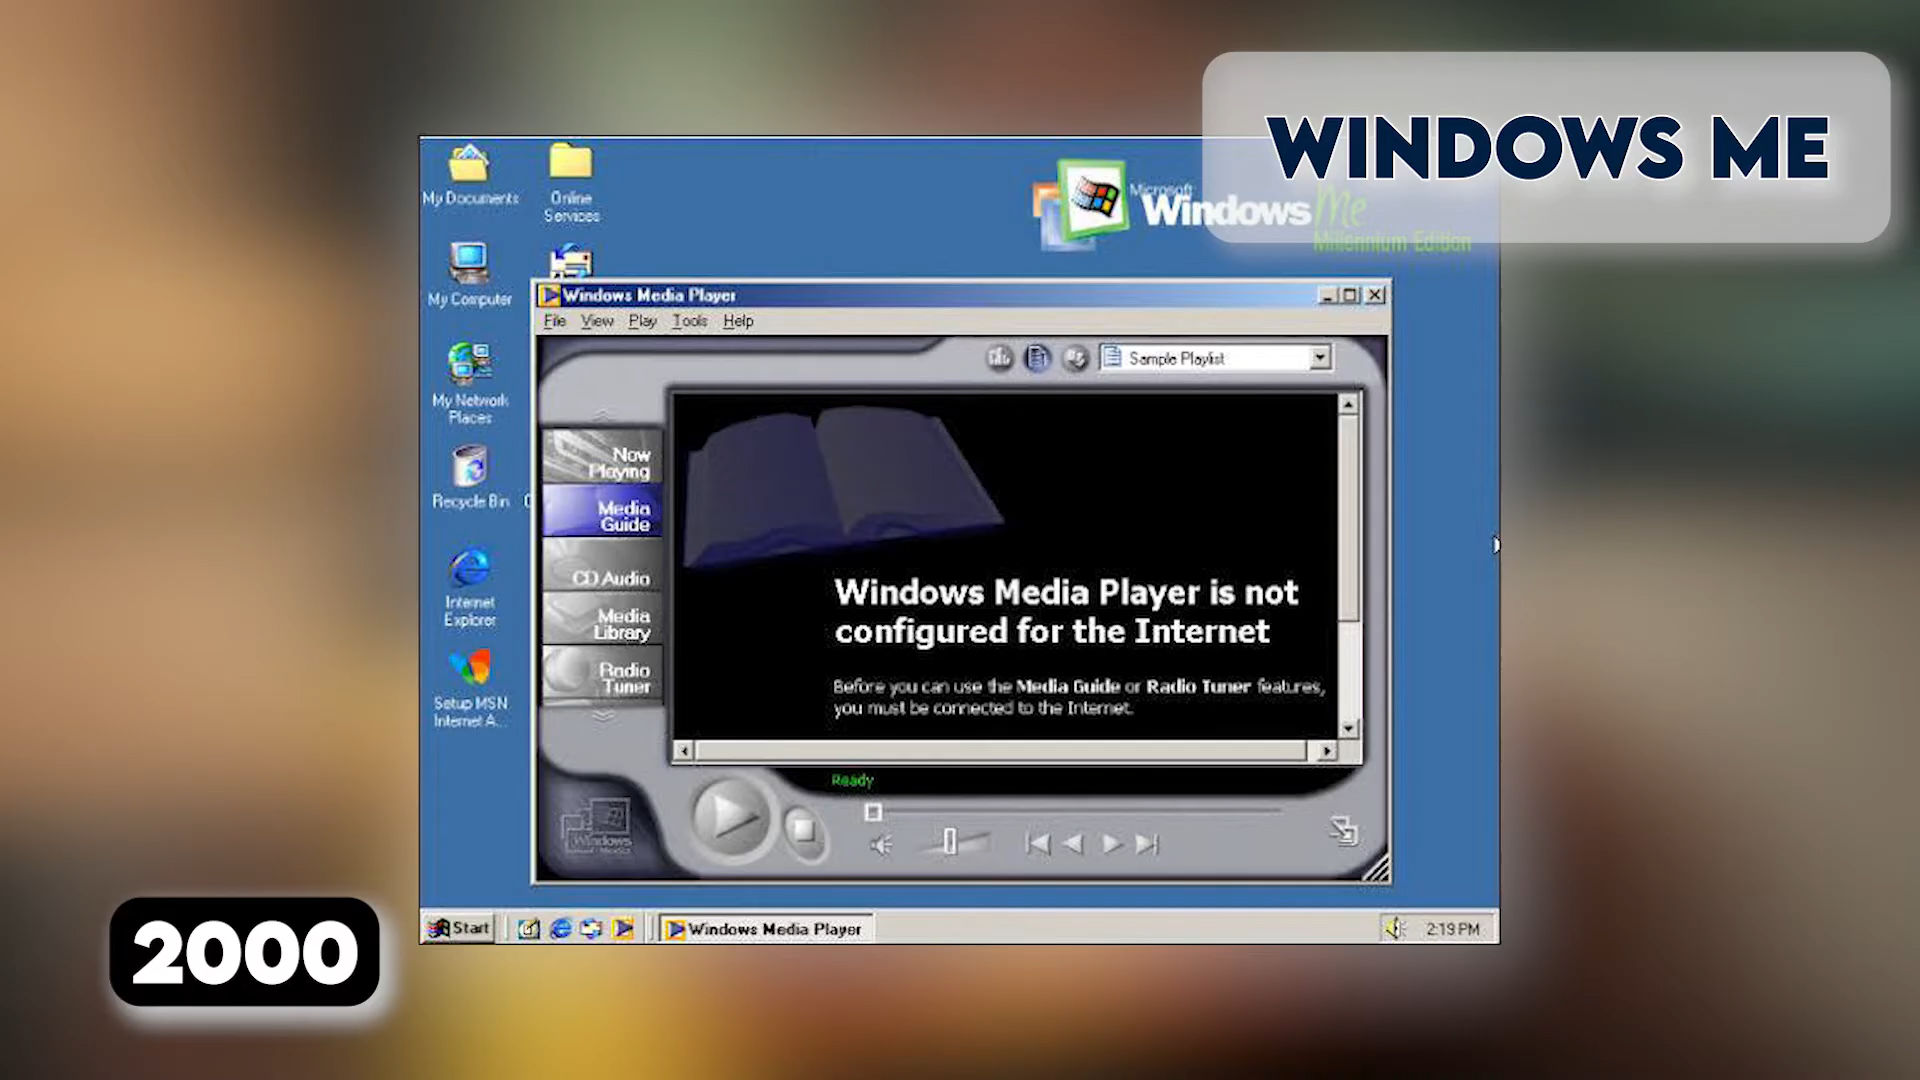 WINDOWS ME
My Documents
Online
Services
Microsoft
Windows Me
Millennium Edition
My Computer
Windows Media Player
File View Play Tools Help
Sample Playlist
My Network
Places
Recycle Bin
Internet
Explorer
Setup MSN
Internet A...
Now
Playing
Media
Guide
CD Audio
Media
Library
Radio
Tuner
Windows Media Player is not
configured for the Internet
Before you can use the Media Guide or Radio Tuner features,
you must be connected to the Internet.
Ready
Windows
Media
2000
Start
Windows Media Player
2:19 PM